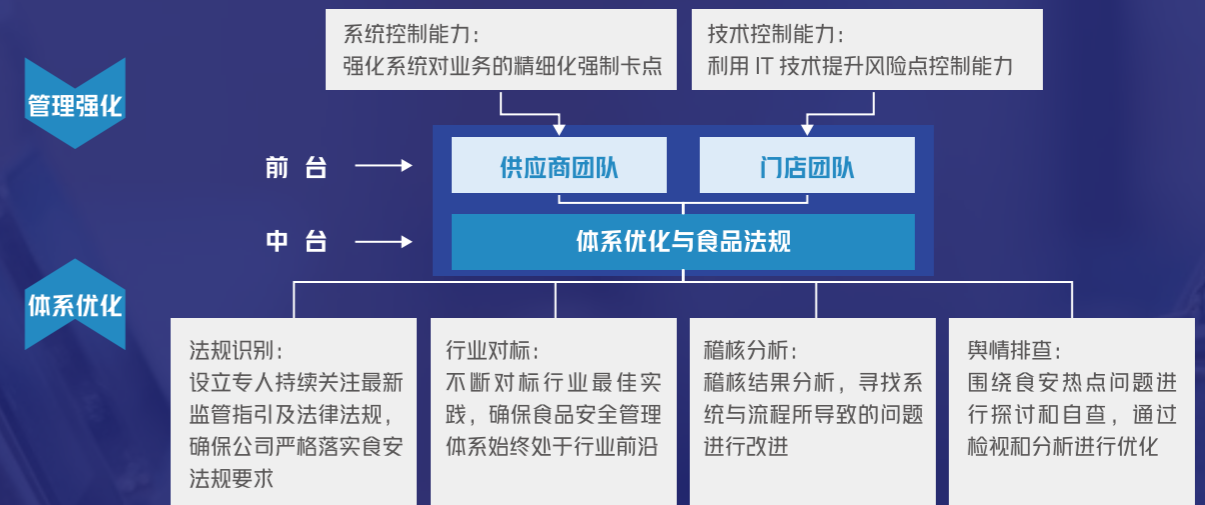 系统控制能力：
强化系统对业务的精细化强制卡点
技术控制能力：
利用 IT 技术提升风险点控制能力
管理强化
前 台
供应商团队
门店团队
中 台
体系优化与食品法规
体系优化
法规识别：
设立专人持续关注最新
监管指引及法律法规，
确保公司严格落实食安
法规要求
行业对标：
不断对标行业最佳实
践，确保食品安全管理
体系始终处于行业前沿
稽核分析：
稽核结果分析，寻找系
统与流程所导致的问题
进行改进
舆情排查：
围绕食安热点问题进
行探讨和自查，通过
检视和分析进行优化